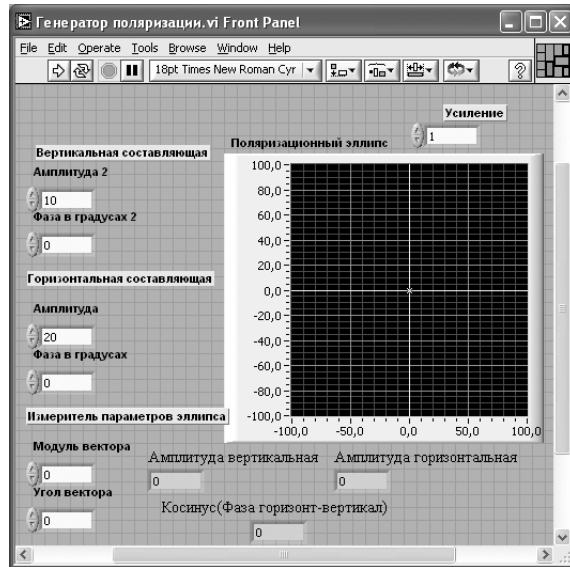 Генератор поляризации.vi Front Panel
File Edit Operate Tools Browse Window Help
18pt Times New Roman Cyr
Усиление
1
Поляризационный эллипс
Вертикальная составляющая
Амплитуда 2
10
Фаза в градусах 2
0
Горизонтальная составляющая
Амплитуда
20
Фаза в градусах
0
Измеритель параметров эллипса
100,0
80,0
60,0
40,0
20,0
0,0
-20,0
-40,0
-60,0
-80,0
-100,0
-100,0 -50,0 0,0 50,0 100,0
Модуль вектора
0
Угол вектора
0
Амплитуда вертикальная Амплитуда горизонтальная
0 0
Косинус(Фаза горизонт-вертикал)
0